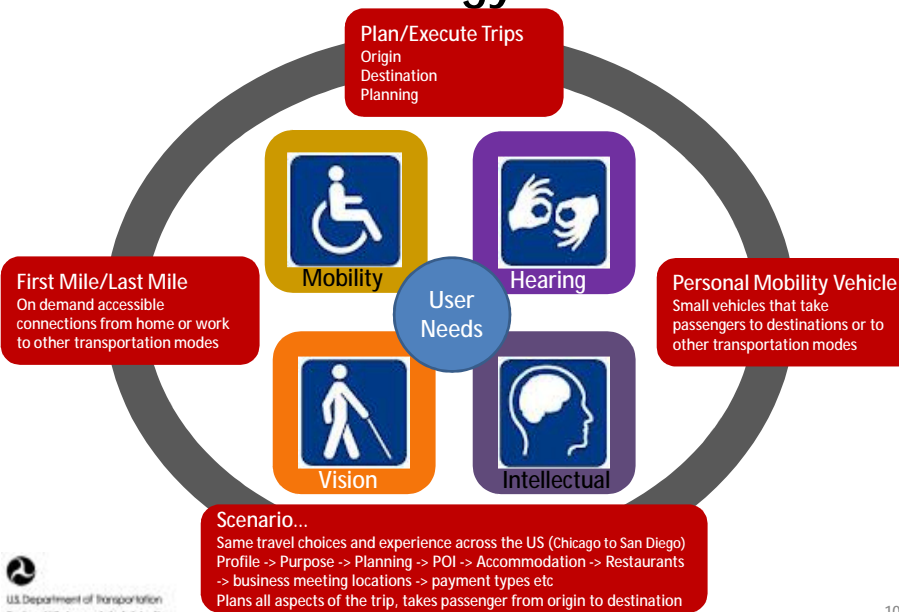 Plan/Execute Trips
Origin
Destination
Planning
Mobility
Hearing
First Mile/Last Mile
On demand accessible
connections from home or work
to other transportation modes
User
Needs
Personal Mobility Vehicle
Small vehicles that take
passengers to destinations or to
other transportation modes
Vision
Intellectual
Scenario...
Same travel choices and experience across the US (Chicago to San Diego)
Profile -> Purpose -> Planning -> POI -> Accommodation -> Restaurants
-> business meeting locations -> payment types etc
Plans all aspects of the trip, takes passenger from origin to destination
U.S. Department of Transportation
10